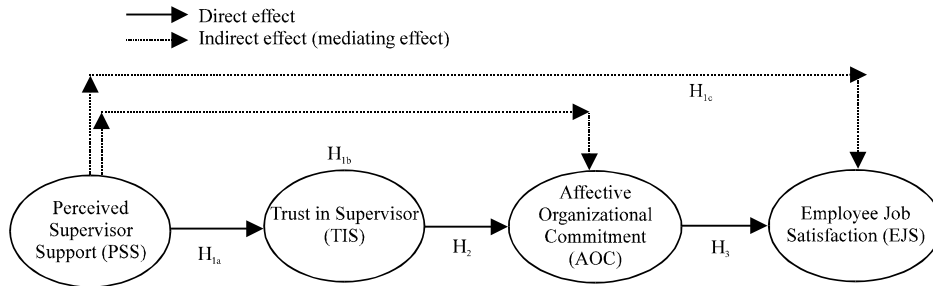 Direct effect
Indirect effect (mediating effect)
H1c
H1b
Perceived
Supervisor
Support (PSS)
H1a
Trust in Supervisor
(TIS)
H2
Affective
Organizational
Commitment
(AOC)
H3
Employee Job
Satisfaction (EJS)